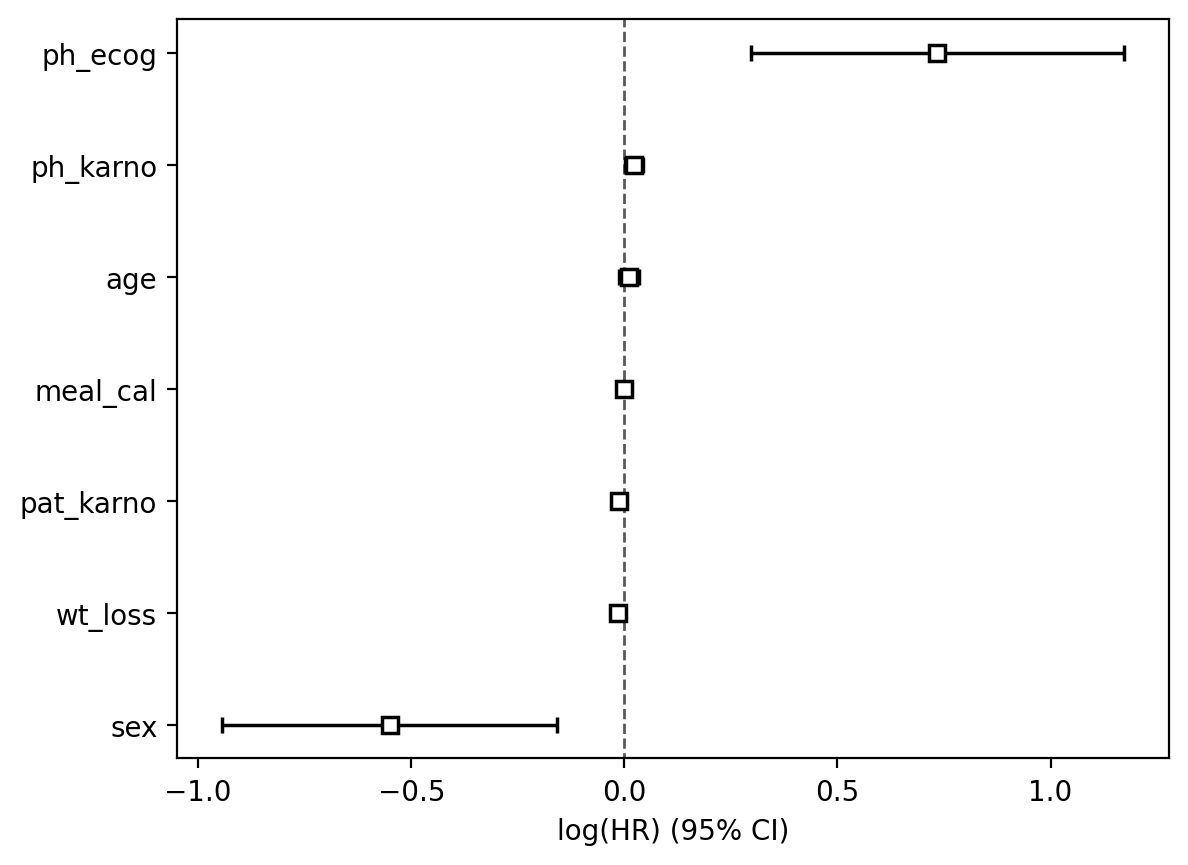 ph_ecog
ph_karno
age
meal_cal
pat_karno
wt_loss
sex
−1.0 −0.5 0.0 0.5 1.0
log(HR) (95% CI)